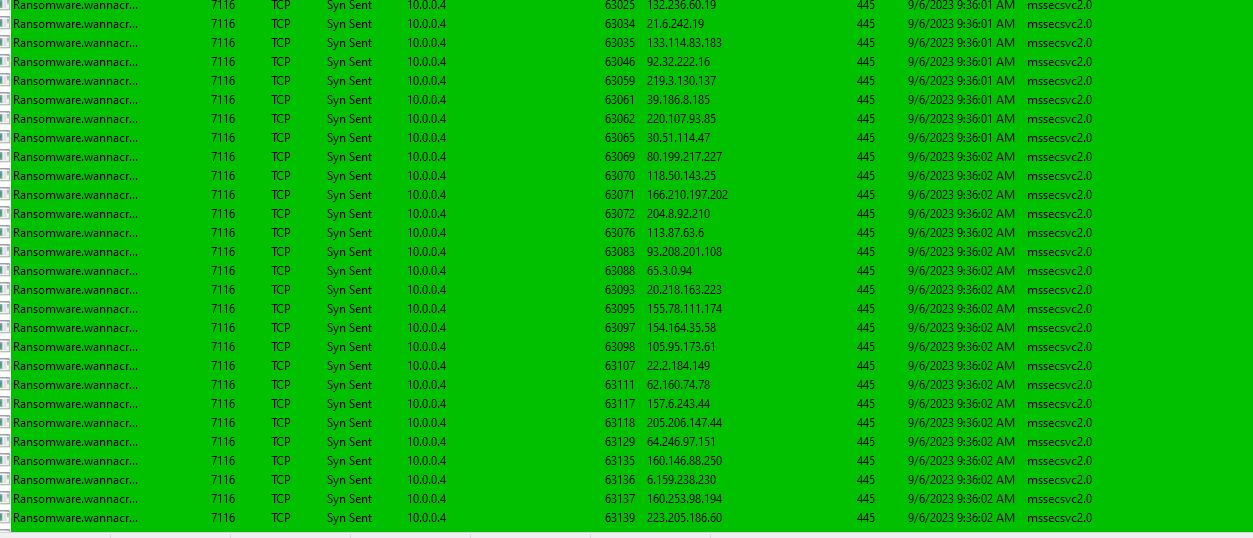 Ransomware.wannacr... 7116 TCP Syn Sent 10.0.0.4 63025 132.236.60.19 445 9/6/2023 9:36:01 AM mssecsvc2.0
Ransomware.wannacr... 7116 TCP Syn Sent 10.0.0.4 63034 21.6.242.19 445 9/6/2023 9:36:01 AM mssecsvc2.0
Ransomware.wannacr... 7116 TCP Syn Sent 10.0.0.4 63035 133.114.83.183 445 9/6/2023 9:36:01 AM mssecsvc2.0
Ransomware.wannacr... 7116 TCP Syn Sent 10.0.0.4 63046 92.32.222.16 445 9/6/2023 9:36:01 AM mssecsvc2.0
Ransomware.wannacr... 7116 TCP Syn Sent 10.0.0.4 63059 219.3.130.137 445 9/6/2023 9:36:01 AM mssecsvc2.0
Ransomware.wannacr... 7116 TCP Syn Sent 10.0.0.4 63061 39.186.8.185 445 9/6/2023 9:36:01 AM mssecsvc2.0
Ransomware.wannacr... 7116 TCP Syn Sent 10.0.0.4 63062 220.107.93.85 445 9/6/2023 9:36:01 AM mssecsvc2.0
Ransomware.wannacr... 7116 TCP Syn Sent 10.0.0.4 63065 30.51.114.47 445 9/6/2023 9:36:01 AM mssecsvc2.0
Ransomware.wannacr... 7116 TCP Syn Sent 10.0.0.4 63069 80.199.217.227 445 9/6/2023 9:36:02 AM mssecsvc2.0
Ransomware.wannacr... 7116 TCP Syn Sent 10.0.0.4 63070 118.50.143.25 445 9/6/2023 9:36:02 AM mssecsvc2.0
Ransomware.wannacr... 7116 TCP Syn Sent 10.0.0.4 63071 166.210.197.202 445 9/6/2023 9:36:02 AM mssecsvc2.0
Ransomware.wannacr... 7116 TCP Syn Sent 10.0.0.4 63072 204.8.92.210 445 9/6/2023 9:36:02 AM mssecsvc2.0
Ransomware.wannacr... 7116 TCP Syn Sent 10.0.0.4 63076 113.87.63.6 445 9/6/2023 9:36:02 AM mssecsvc2.0
Ransomware.wannacr... 7116 TCP Syn Sent 10.0.0.4 63083 93.208.201.108 445 9/6/2023 9:36:02 AM mssecsvc2.0
Ransomware.wannacr... 7116 TCP Syn Sent 10.0.0.4 63088 65.3.0.94 445 9/6/2023 9:36:02 AM mssecsvc2.0
Ransomware.wannacr... 7116 TCP Syn Sent 10.0.0.4 63093 20.218.163.223 445 9/6/2023 9:36:02 AM mssecsvc2.0
Ransomware.wannacr... 7116 TCP Syn Sent 10.0.0.4 63095 155.78.111.174 445 9/6/2023 9:36:02 AM mssecsvc2.0
Ransomware.wannacr... 7116 TCP Syn Sent 10.0.0.4 63097 154.164.35.58 445 9/6/2023 9:36:02 AM mssecsvc2.0
Ransomware.wannacr... 7116 TCP Syn Sent 10.0.0.4 63098 105.95.173.61 445 9/6/2023 9:36:02 AM mssecsvc2.0
Ransomware.wannacr... 7116 TCP Syn Sent 10.0.0.4 63107 22.2.184.149 445 9/6/2023 9:36:02 AM mssecsvc2.0
Ransomware.wannacr... 7116 TCP Syn Sent 10.0.0.4 63111 62.160.74.78 445 9/6/2023 9:36:02 AM mssecsvc2.0
Ransomware.wannacr... 7116 TCP Syn Sent 10.0.0.4 63117 157.6.243.44 445 9/6/2023 9:36:02 AM mssecsvc2.0
Ransomware.wannacr... 7116 TCP Syn Sent 10.0.0.4 63118 205.206.147.44 445 9/6/2023 9:36:02 AM mssecsvc2.0
Ransomware.wannacr... 7116 TCP Syn Sent 10.0.0.4 63129 64.246.97.151 445 9/6/2023 9:36:02 AM mssecsvc2.0
Ransomware.wannacr... 7116 TCP Syn Sent 10.0.0.4 63135 160.146.88.250 445 9/6/2023 9:36:02 AM mssecsvc2.0
Ransomware.wannacr... 7116 TCP Syn Sent 10.0.0.4 63136 6.159.238.230 445 9/6/2023 9:36:02 AM mssecsvc2.0
Ransomware.wannacr... 7116 TCP Syn Sent 10.0.0.4 63137 160.253.98.194 445 9/6/2023 9:36:02 AM mssecsvc2.0
Ransomware.wannacr... 7116 TCP Syn Sent 10.0.0.4 63139 223.205.186.60 445 9/6/2023 9:36:02 AM mssecsvc2.0